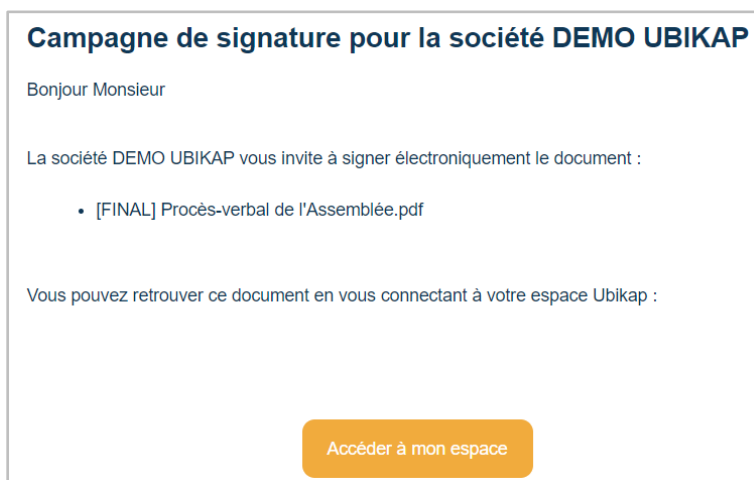 Campagne de signature pour la société DEMO UBIKAP
Bonjour Monsieur
La société DEMO UBIKAP vous invite à signer électroniquement le document :
• [FINAL] Procès-verbal de l'Assemblée.pdf
Vous pouvez retrouver ce document en vous connectant à votre espace Ubikap :
Accéder à mon espace